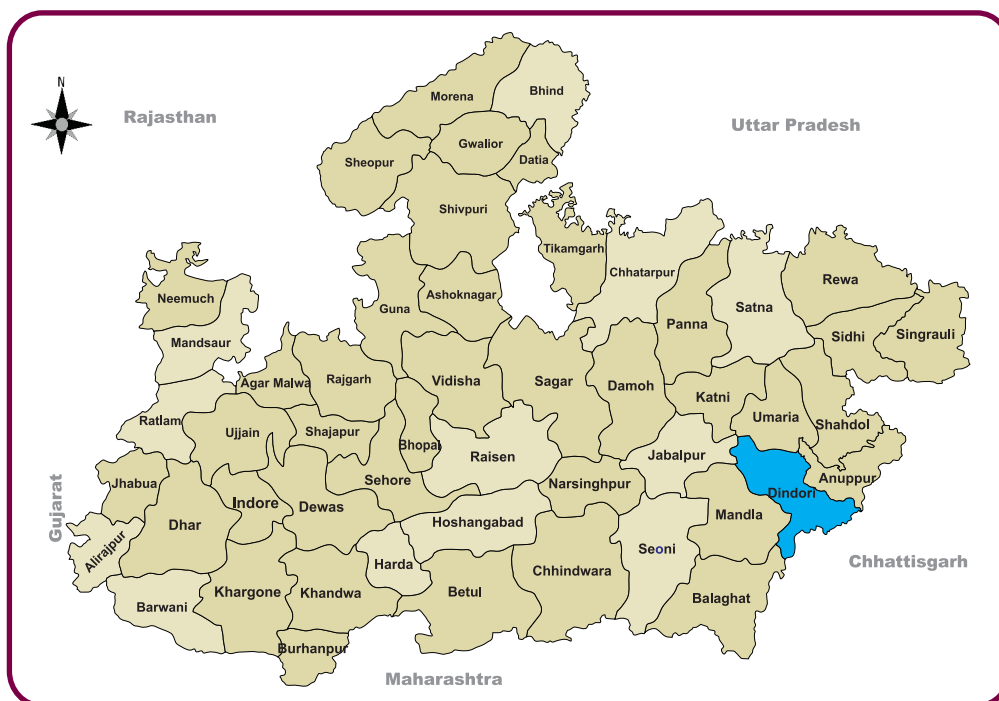 N
Rajasthan
Uttar Pradesh
Morena
Bhind
Gwalior
Datia
Sheopur
Shivpuri
Tikamgarh
Chhatarpur
Rewa
Neemuch
Ashoknagar
Guna
Panna
Satna
Sidhi
Singrauli
Mandsaur
Agar Malwa
Rajgarh
Vidisha
Sagar
Damoh
Katni
Umaria
Shahdol
Ratlam
Ujjain
Shajapur
Bhopal
Raisen
Jabalpur
Anuppur
Jhabua
Sehore
Narsinghpur
Dindori
Gujarat
Dhar
Indore
Dewas
Hoshangabad
Mandla
Alirajpur
Harda
Seoni
Chhattisgarh
Barwani
Khargone
Khandwa
Betul
Chhindwara
Balaghat
Burhanpur
Maharashtra